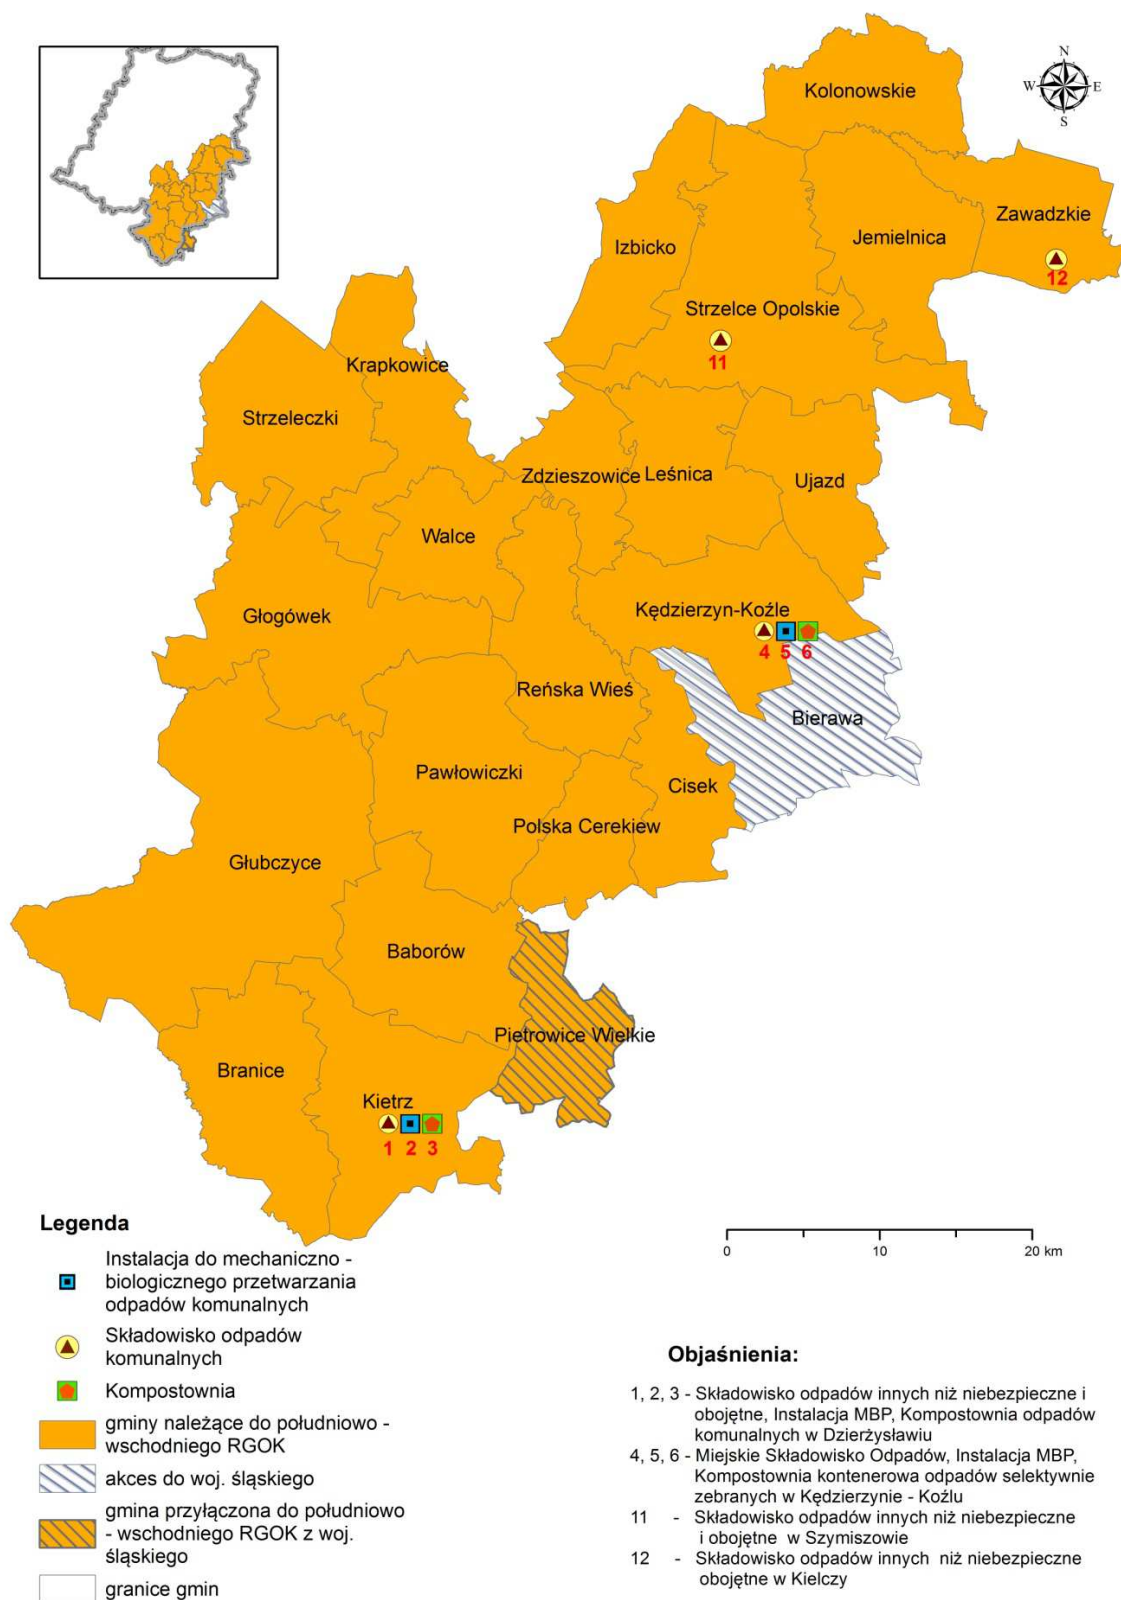 N
W E
S
Kolonowskie
Zawadzkie
12
Izbicko
Jemielnica
Strzelce Opolskie
11
Krapkowice
Strzeleczki
Zdzieszowice
Leśnica
Ujazd
Walce
Głogówek
Kędzierzyn-Koźle
4 5 6
Reńska Wieś
Bierawa
Pawłowiczki
Cisek
Polska Cerekiew
Głubczyce
Baborów
Pietrowice Wielkie
Branice
Kietrz
1 2 3
Legenda
Instalacja do mechaniczno -
biologicznego przetwarzania
odpadów komunalnych
Składowisko odpadów
komunalnych
Kompostownia
gminy należące do południowo -
wschodniego RGOK
akces do woj. śląskiego
gmina przyłączona do południowo
- wschodniego RGOK z woj.
śląskiego
granice gmin
0 10 20 km
Objaśnienia:
1, 2, 3 - Składowisko odpadów innych niż niebezpieczne i
obojętne, Instalacja MBP, Kompostownia odpadów
komunalnych w Dzierżysławiu
4, 5, 6 - Miejskie Składowisko Odpadów, Instalacja MBP,
Kompostownia kontenerowa odpadów selektywnie
zebranych w Kędzierzynie - Koźlu
11 - Składowisko odpadów innych niż niebezpieczne
i obojętne w Szymiszowie
12 - Składowisko odpadów innych niż niebezpieczne
obojętne w Kielczy